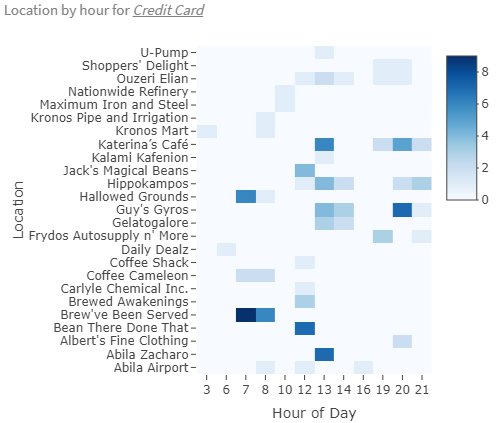 Location by hour for Credit Card
U-Pump
Shoppers' Delight
Ouzeri Elian
Nationwide Refinery
Maximum Iron and Steel
Kronos Pipe and Irrigation
Kronos Mart
Katerina's Café
Kalami Kafenion
Jack's Magical Beans
Hippokampos
Hallowed Grounds
Guy's Gyros
Gelatogalore
Frydos Autosupply n' More
Daily Dealz
Coffee Shack
Coffee Cameleon
Carlyle Chemical Inc.
Brewed Awakenings
Brew've Been Served
Bean There Done That
Albert's Fine Clothing
Abila Zacharo
Abila Airport
Location
3 6 7 8 10 12 13 14 16 19 20 21
Hour of Day
8
6
4
2
0